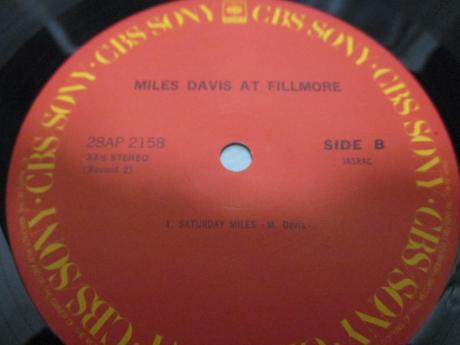 CBS SONY · CBS SONY · CBS SONY · CBS SONY · CBS SONY
MILES DAVIS AT FILLMORE
28AP 2158
33⅓ STEREO
(Record 2)
SIDE B
JASRAC
1. SATURDAY MILES -M. Davis-